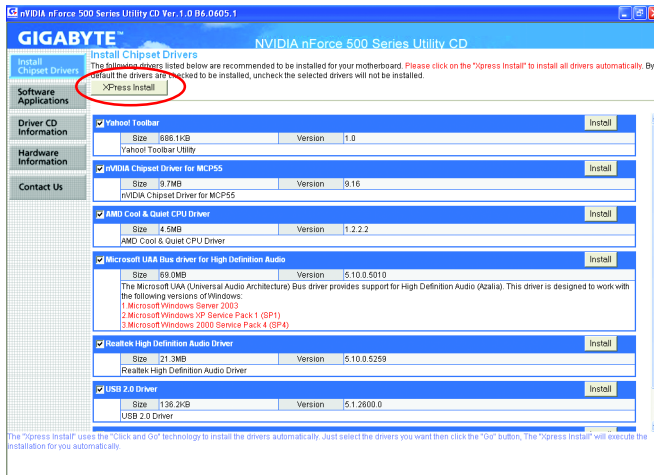 nVIDIA nForce 500 Series Utility CD Ver.1.0 B6.0605.1
GIGABYTE™
NVIDIA nForce 500 Series Utility CD
Install
Chipset Drivers
Software
Applications
Driver CD
Information
Hardware
Information
Contact Us
Install Chipset Drivers
The following drivers listed below are recommended to be installed for your motherboard. Please click on the "Xpress Install" to install all drivers automatically. By
default the drivers are checked to be installed, uncheck the selected drivers will not be installed.
XPress Install
Yahoo! Toolbar Install
Size 686.1KB Version 1.0
Yahoo! Toolbar Utility
nVIDIA Chipset Driver for MCP55 Install
Size 9.7MB Version 9.16
nVIDIA Chipset Driver for MCP55
AMD Cool & Quiet CPU Driver Install
Size 4.5MB Version 1.2.2.2
AMD Cool & Quiet CPU Driver
Microsoft UAA Bus driver for High Definition Audio Install
Size 69.0MB Version 5.10.0.5010
The Microsoft UAA (Universal Audio Architecture) Bus driver provides support for High Definition Audio (Azalia). This driver is designed to work with
the following versions of Windows:
1.Microsoft Windows Server 2003
2.Microsoft Windows XP Service Pack 1 (SP1)
3.Microsoft Windows 2000 Service Pack 4 (SP4)
Realtek High Definition Audio Driver Install
Size 21.3MB Version 5.10.0.5259
Realtek High Definition Audio Driver
USB 2.0 Driver Install
Size 136.2KB Version 5.1.2600.0
USB 2.0 Driver
The "Xpress Install" uses the "Click and Go" technology to install the drivers automatically. Just select the drivers you want then click the "Go" button, The "Xpress Install" will execute the
installation for you automatically.